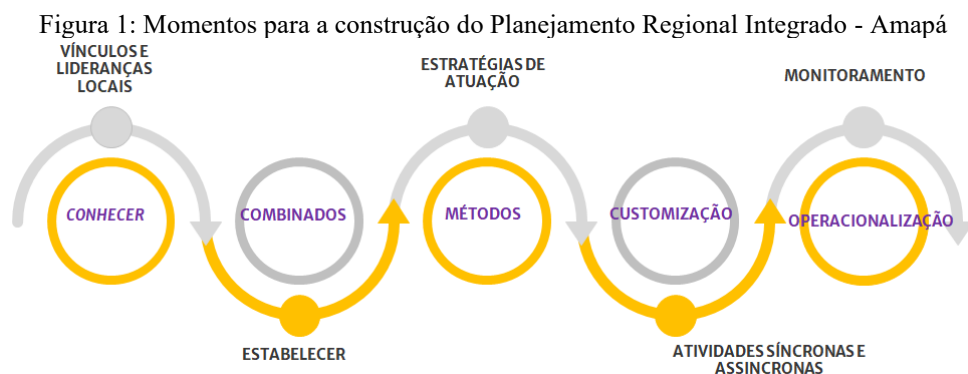 Figura 1: Momentos para a construção do Planejamento Regional Integrado - Amapá
VÍNCULOS E
LIDERANÇAS
LOCAIS
ESTRATÉGIAS DE
ATUAÇÃO
MONITORAMENTO
CONHECER
COMBINADOS
MÉTODOS
CUSTOMIZAÇÃO
OPERACIONALIZAÇÃO
ESTABELECER
ATIVIDADES SÍNCRONAS E
ASSINCRONAS